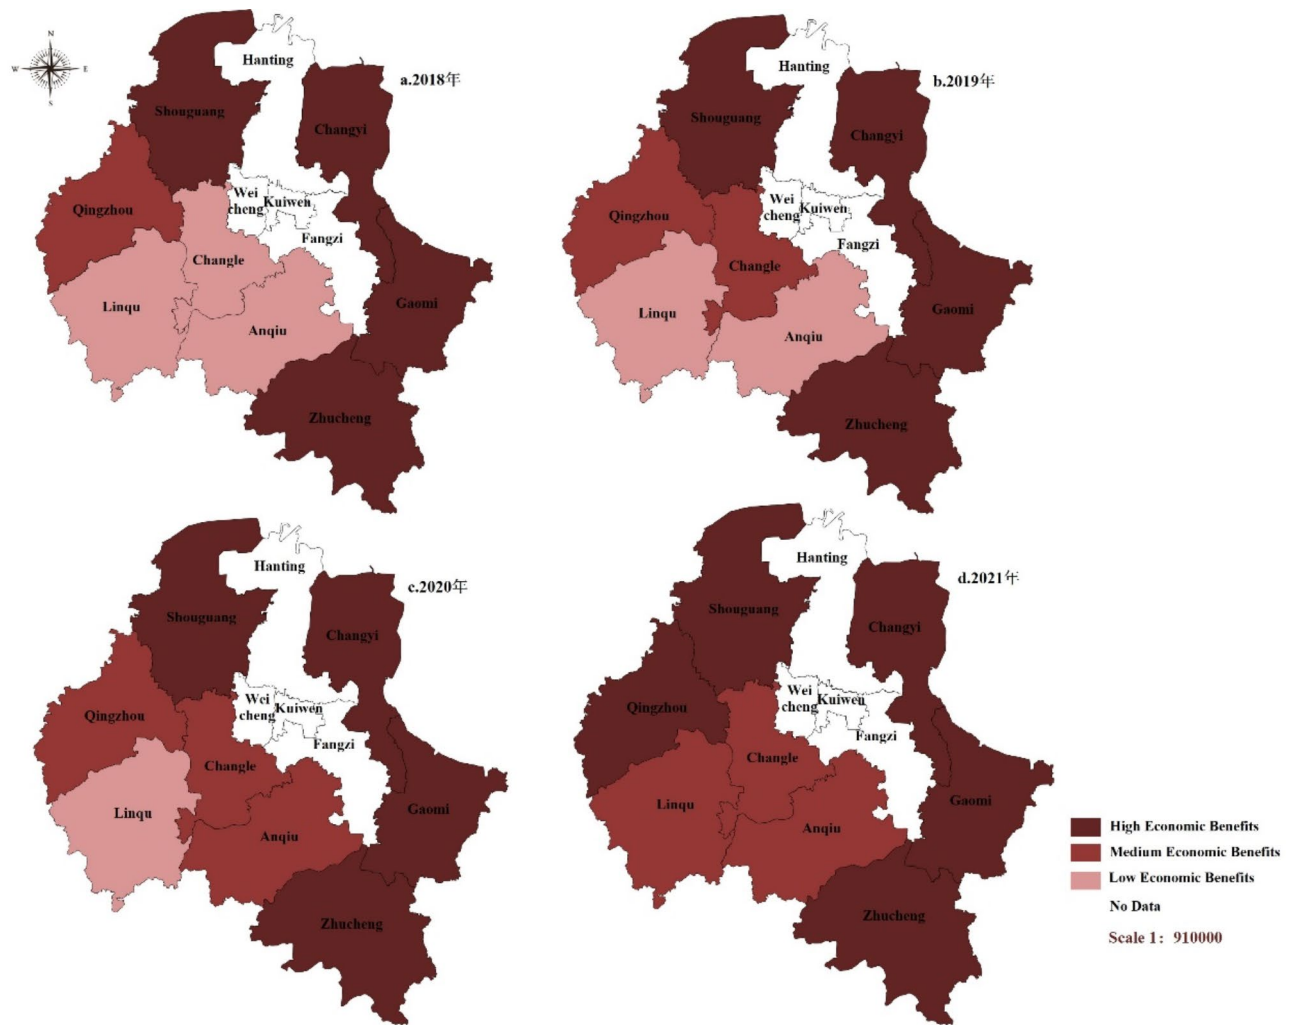 N
W E
S
a.2018年
Hanting
Shouguang
Changyi
Qingzhou
Wei
cheng
Kuiwen
Fangzi
Changle
Linqu
Gaomi
Anqiu
Zhucheng
b.2019年
Hanting
Shouguang
Changyi
Qingzhou
Wei
cheng
Kuiwen
Fangzi
Changle
Linqu
Gaomi
Anqiu
Zhucheng
c.2020年
Hanting
Shouguang
Changyi
Qingzhou
Wei
cheng
Kuiwen
Fangzi
Changle
Linqu
Gaomi
Anqiu
Zhucheng
d.2021年
Hanting
Shouguang
Changyi
Qingzhou
Wei
cheng
Kuiwen
Fangzi
Changle
Linqu
Gaomi
Anqiu
Zhucheng
High Economic Benefits
Medium Economic Benefits
Low Economic Benefits
No Data
Scale 1：910000